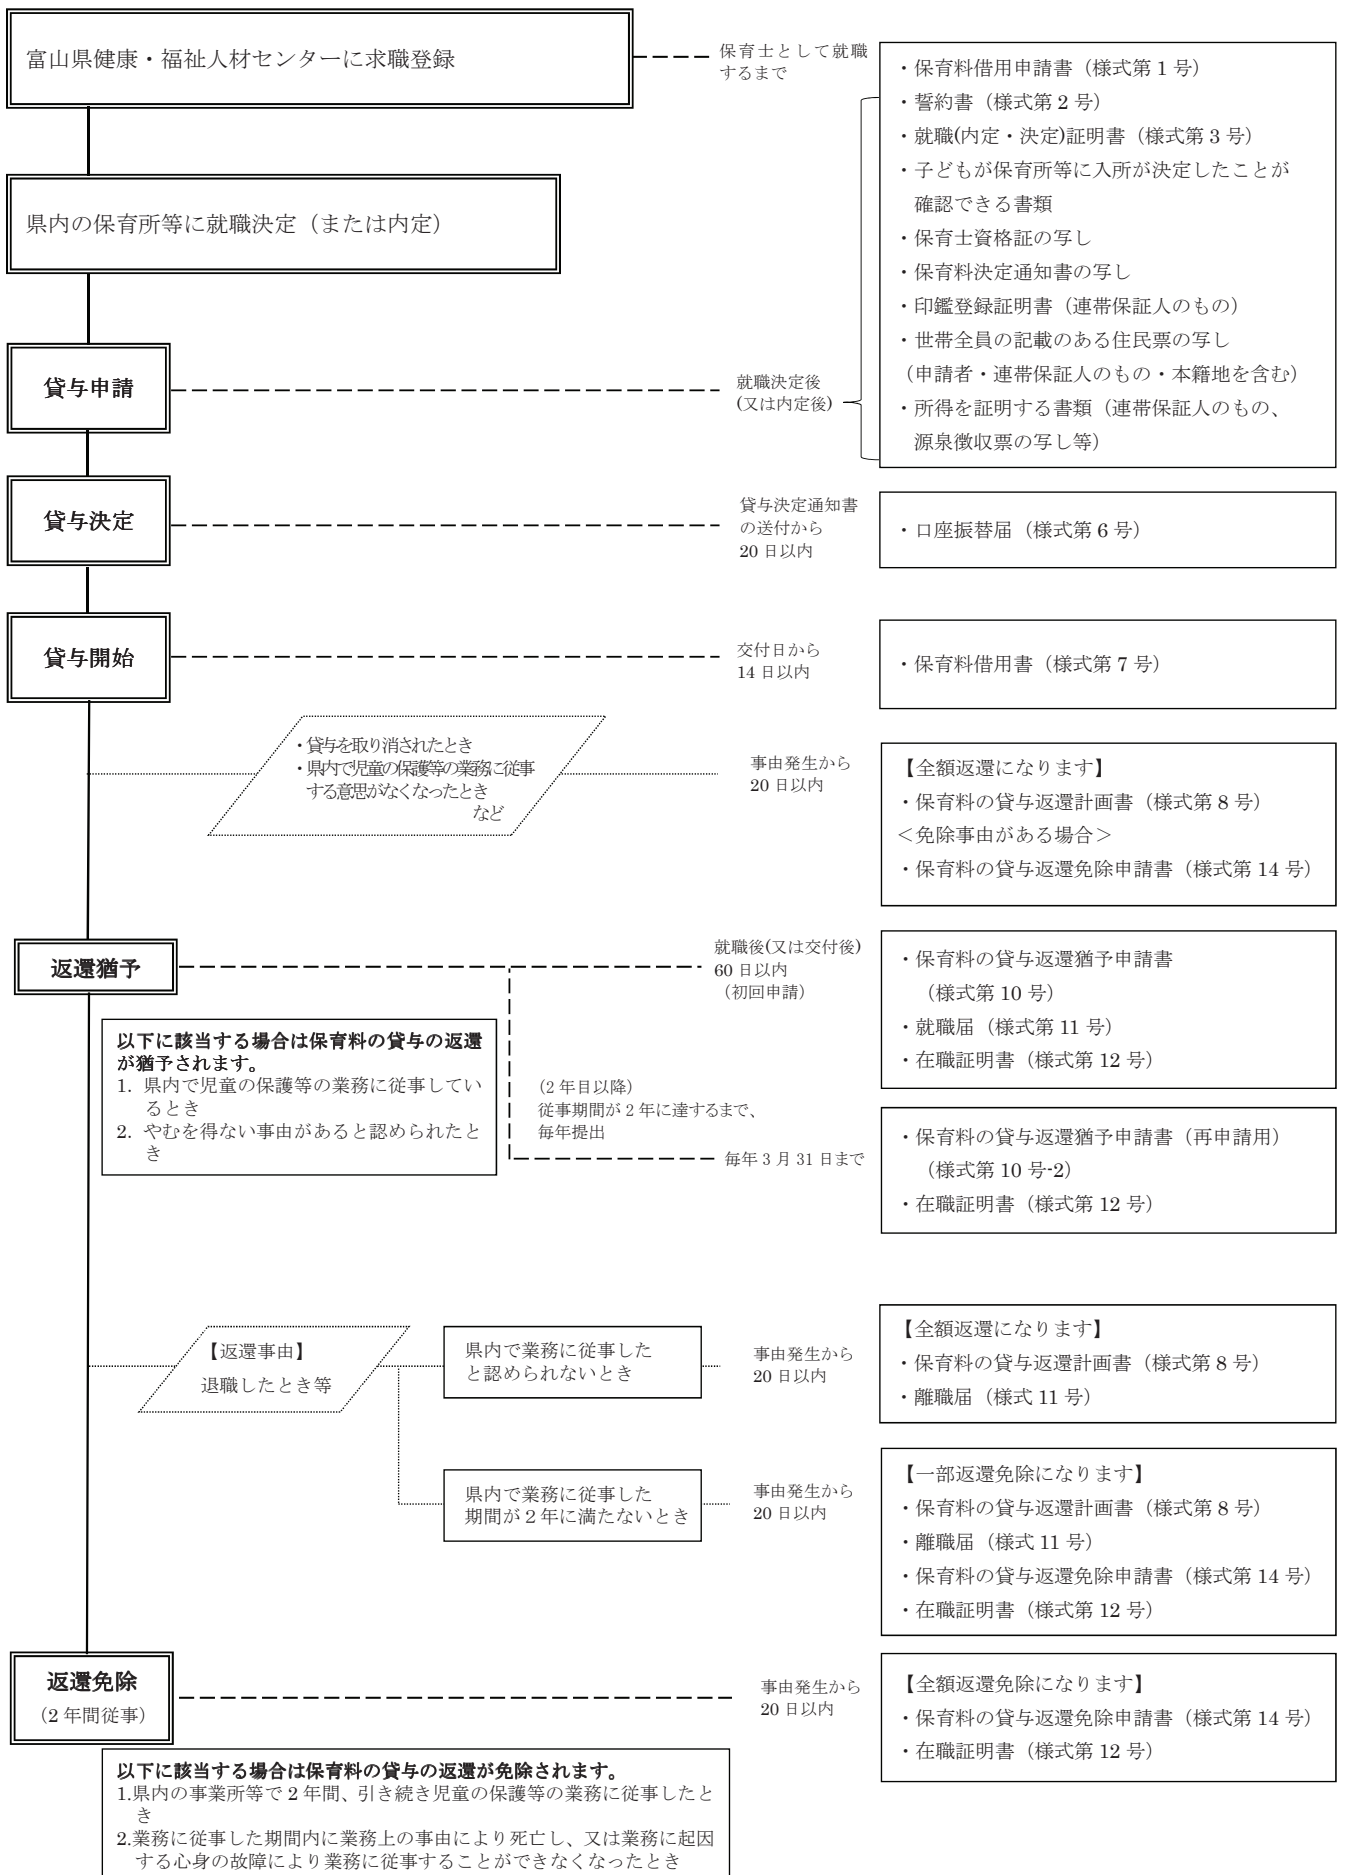 富山県健康・福祉人材センターに求職登録
保育士として就職
するまで
・保育料借用申請書（様式第 1 号）
・誓約書（様式第 2 号）
・就職(内定・決定)証明書（様式第 3 号）
・子どもが保育所等に入所が決定したことが
確認できる書類
・保育士資格証の写し
・保育料決定通知書の写し
・印鑑登録証明書（連帯保証人のもの）
・世帯全員の記載のある住民票の写し
（申請者・連帯保証人のもの・本籍地を含む）
・所得を証明する書類（連帯保証人のもの、
源泉徴収票の写し等）
県内の保育所等に就職決定（または内定）
貸与申請
就職決定後
(又は内定後)
貸与決定
貸与決定通知書
の送付から
20 日以内
・口座振替届（様式第 6 号）
貸与開始
交付日から
14 日以内
・保育料借用書（様式第 7 号）
・貸与を取り消されたとき
・県内で児童の保護等の業務に従事
する意思がなくなったとき
など
事由発生から
20 日以内
【全額返還になります】
・保育料の貸与返還計画書（様式第 8 号）
＜免除事由がある場合＞
・保育料の貸与返還免除申請書（様式第 14 号）
返還猶予
就職後(又は交付後)
60 日以内
（初回申請）
・保育料の貸与返還猶予申請書
（様式第 10 号）
・就職届（様式第 11 号）
・在職証明書（様式第 12 号）
以下に該当する場合は保育料の貸与の返還
が猶予されます。
1. 県内で児童の保護等の業務に従事してい
るとき
2. やむを得ない事由があると認められたと
き
(2 年目以降)
従事期間が 2 年に達するまで、
毎年提出
毎年 3 月 31 日まで
・保育料の貸与返還猶予申請書（再申請用）
（様式第 10 号-2）
・在職証明書（様式第 12 号）
【返還事由】
退職したとき等
県内で業務に従事した
と認められないとき
事由発生から
20 日以内
【全額返還になります】
・保育料の貸与返還計画書（様式第 8 号）
・離職届（様式 11 号）
県内で業務に従事した
期間が 2 年に満たないとき
事由発生から
20 日以内
【一部返還免除になります】
・保育料の貸与返還計画書（様式第 8 号）
・離職届（様式 11 号）
・保育料の貸与返還免除申請書（様式第 14 号）
・在職証明書（様式第 12 号）
返還免除
（2 年間従事）
事由発生から
20 日以内
【全額返還免除になります】
・保育料の貸与返還免除申請書（様式第 14 号）
・在職証明書（様式第 12 号）
以下に該当する場合は保育料の貸与の返還が免除されます。
1.県内の事業所等で 2 年間、引き続き児童の保護等の業務に従事したと
き
2.業務に従事した期間内に業務上の事由により死亡し、又は業務に起因
する心身の故障により業務に従事することができなくなったとき